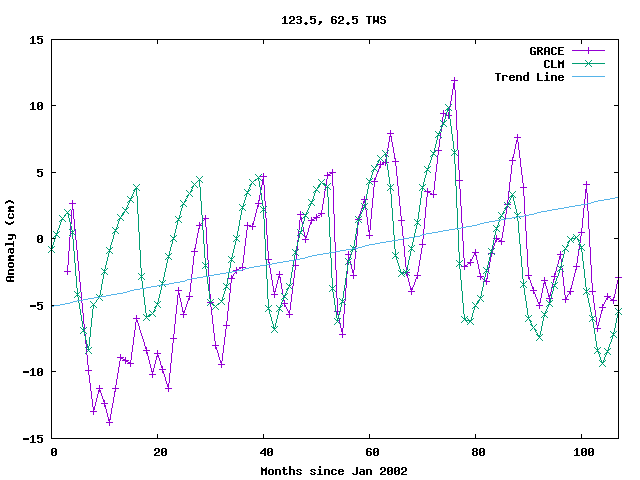 123.5, 62.5 TWS
GRACE
CLM
Trend Line
15
10
5
0
-5
-10
-15
Anomaly (cm)
0 20 40 60 80 100
Months since Jan 2002